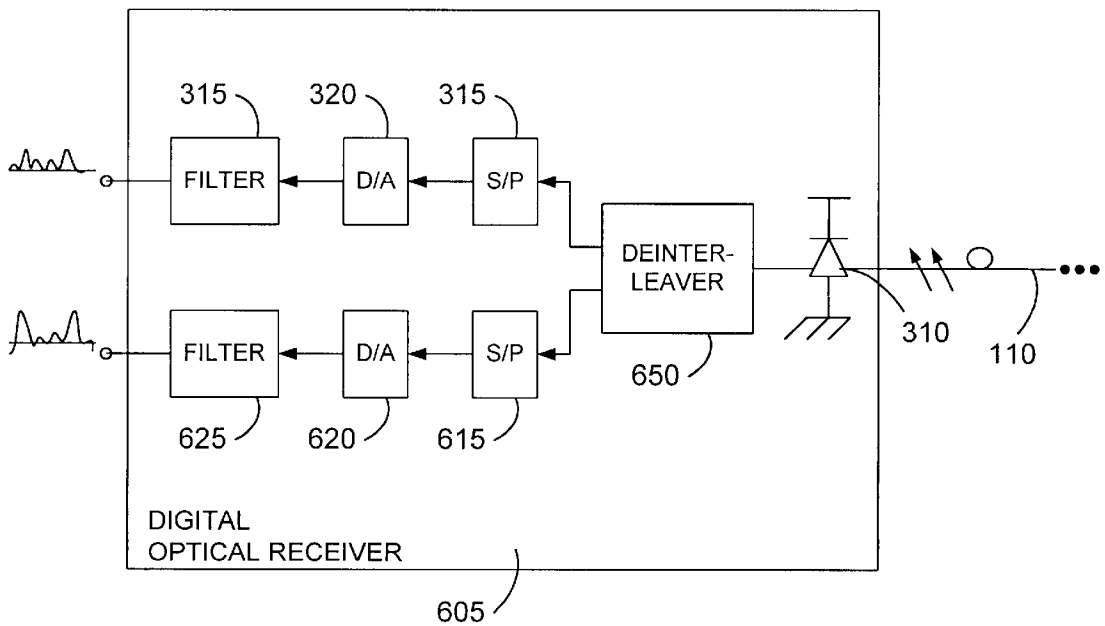 315 320 315
FILTER D/A S/P
DEINTER-
LEAVER
310
110
650
FILTER D/A S/P
625 620 615
DIGITAL
OPTICAL RECEIVER
605